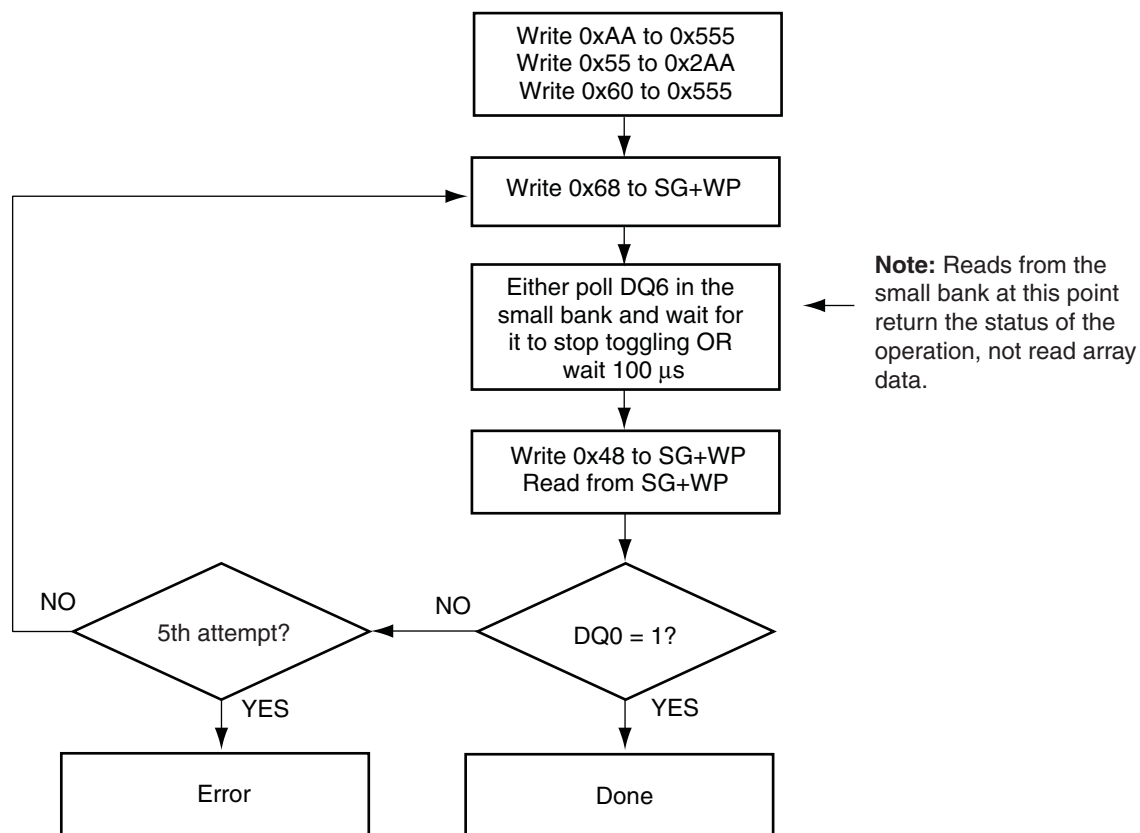 Write 0xAA to 0x555
Write 0x55 to 0x2AA
Write 0x60 to 0x555
Write 0x68 to SG+WP
Either poll DQ6 in the
small bank and wait for
it to stop toggling OR
wait 100 μs
Note: Reads from the
small bank at this point
return the status of the
operation, not read array
data.
Write 0x48 to SG+WP
Read from SG+WP
NO
5th attempt?
NO
DQ0 = 1?
YES
YES
Error
Done